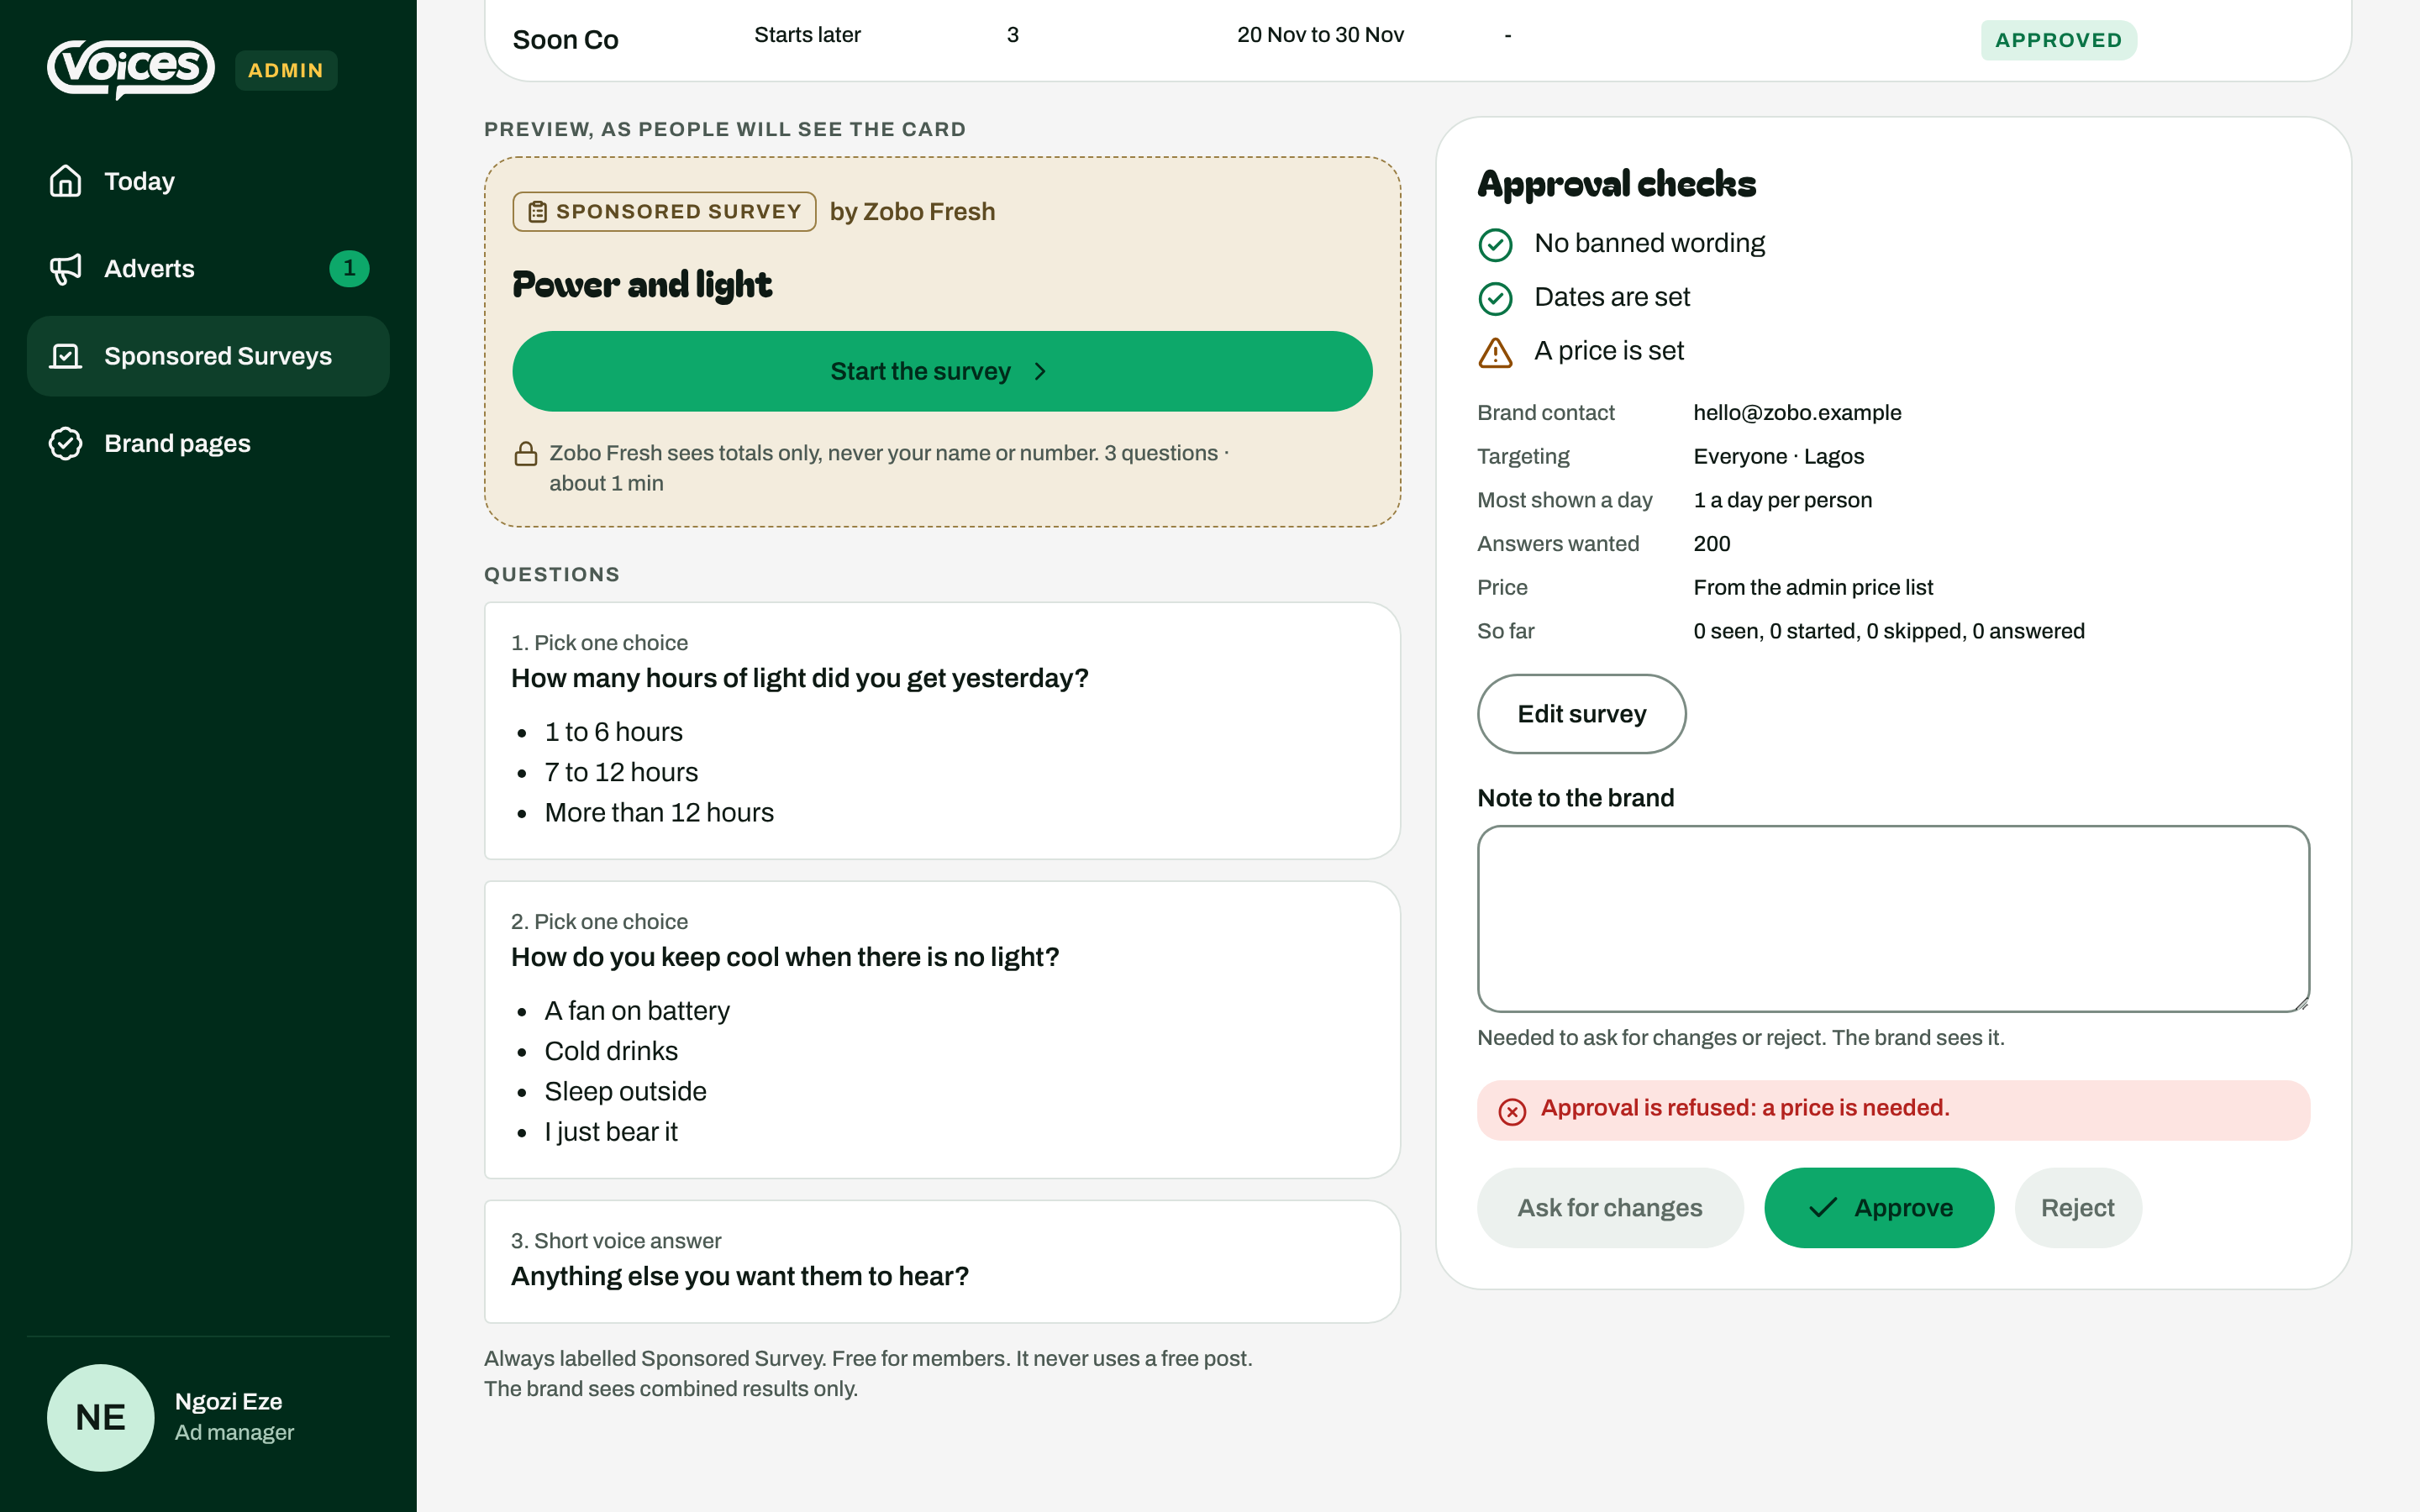 Voices
ADMIN
Today
Adverts
1
Sponsored Surveys
Brand pages
NE
Ngozi Eze
Ad manager
Soon Co
Starts later
3
20 Nov to 30 Nov
-
APPROVED
PREVIEW, AS PEOPLE WILL SEE THE CARD
SPONSORED SURVEY by Zobo Fresh
Power and light
Start the survey
Zobo Fresh sees totals only, never your name or number. 3 questions ·
about 1 min
QUESTIONS
1. Pick one choice
How many hours of light did you get yesterday?
• 1 to 6 hours
• 7 to 12 hours
• More than 12 hours
2. Pick one choice
How do you keep cool when there is no light?
• A fan on battery
• Cold drinks
• Sleep outside
• I just bear it
3. Short voice answer
Anything else you want them to hear?
Always labelled Sponsored Survey. Free for members. It never uses a free post.
The brand sees combined results only.
Approval checks
No banned wording
Dates are set
A price is set
Brand contact hello@zobo.example
Targeting Everyone · Lagos
Most shown a day 1 a day per person
Answers wanted 200
Price From the admin price list
So far 0 seen, 0 started, 0 skipped, 0 answered
Edit survey
Note to the brand
Needed to ask for changes or reject. The brand sees it.
Approval is refused: a price is needed.
Ask for changes
Approve
Reject